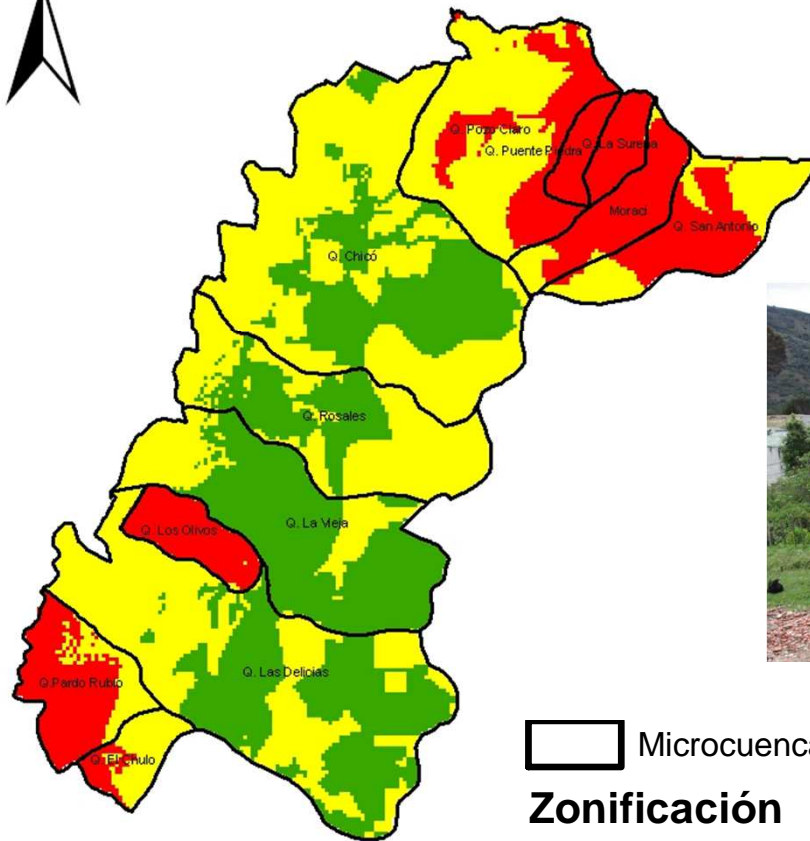 Q. Pozo Claro
Q. Puente Piedra
Q. La Sureña
Moraci
Q. San Antonio
Q. Chicó
Q. Rosales
Q. La Vieja
Q. Los Olivos
Q. Las Delicias
Q.Pardo Rubio
Q. El Chulo
Microcuenca
Zonificación